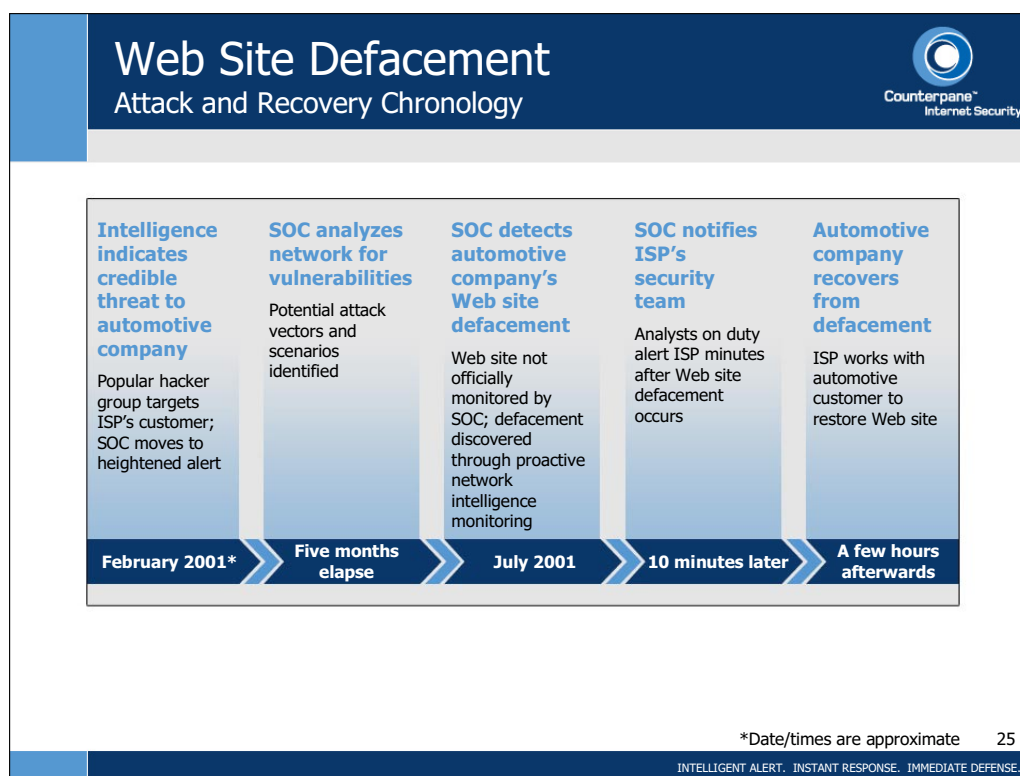 Web Site Defacement
Attack and Recovery Chronology
Counterpane™
Internet Security
Intelligence
indicates
credible
threat to
automotive
company
Popular hacker
group targets
ISP's customer;
SOC moves to
heightened alert
SOC analyzes
network for
vulnerabilities
Potential attack
vectors and
scenarios
identified
SOC detects
automotive
company's
Web site
defacement
Web site not
officially
monitored by
SOC; defacement
discovered
through proactive
network
intelligence
monitoring
SOC notifies
ISP's
security
team
Analysts on duty
alert ISP minutes
after Web site
defacement
occurs
Automotive
company
recovers
from
defacement
ISP works with
automotive
customer to
restore Web site
February 2001*
Five months
elapse
July 2001
10 minutes later
A few hours
afterwards
*Date/times are approximate 25
INTELLIGENT ALERT. INSTANT RESPONSE. IMMEDIATE DEFENSE.